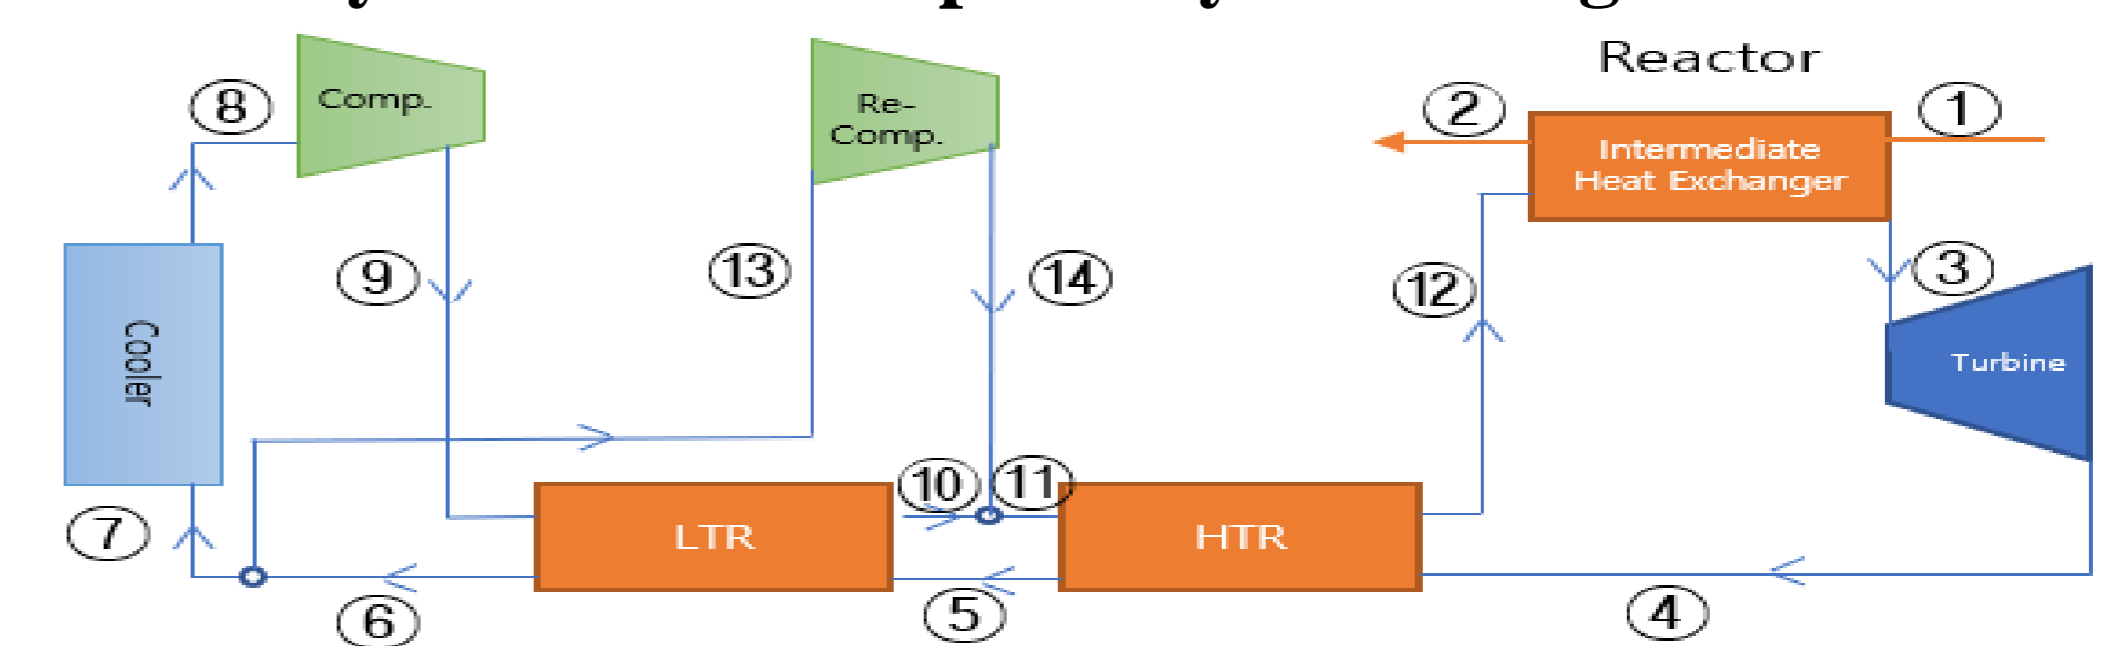 Reactor
8
Comp.
Re-
Comp.
2
1
Intermediate
Heat Exchanger
9
13
14
12
3
Cooler
Turbine
7
10
11
LTR
HTR
6
5
4